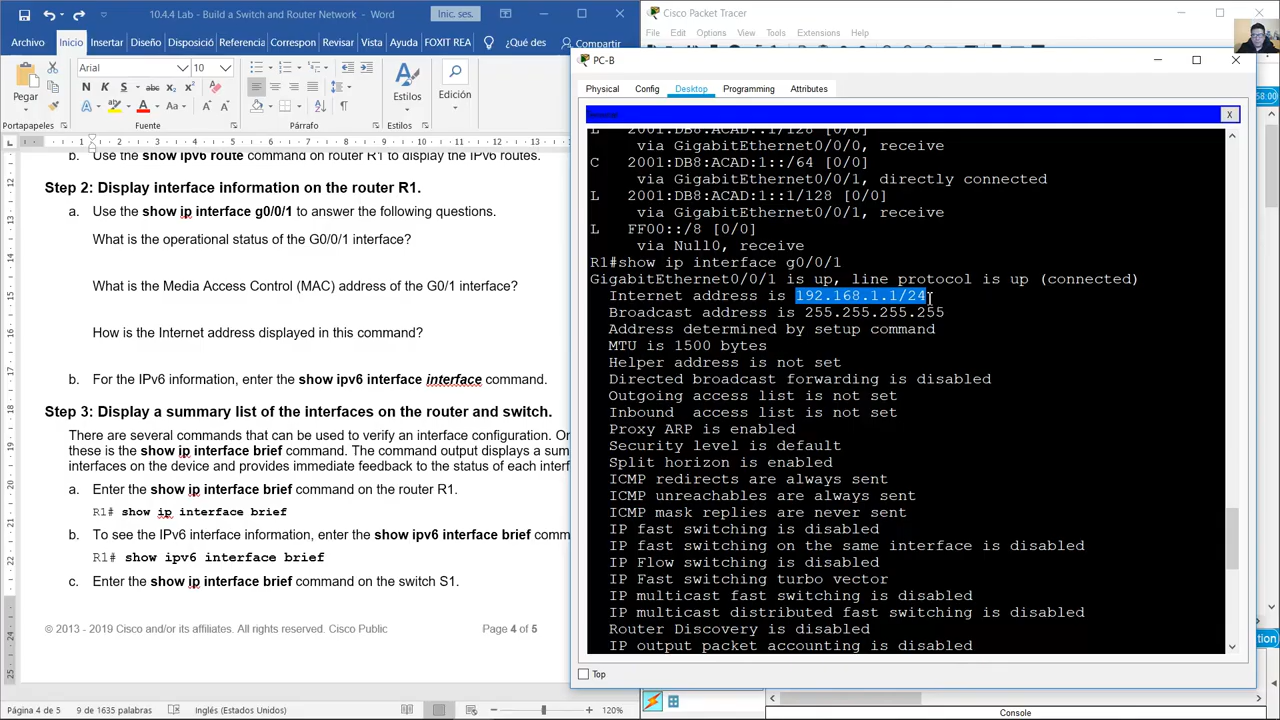 10.4.4 Lab - Build a Switch and Router Network - Word
Inic. ses.
Archivo Inicio Insertar Diseño Disposició Referencia Correspon Revisar Vista Ayuda FOXIT REA ¿Qué des Compartir
Arial 10
Pegar
Estilos
Edición
Portapapeles
Fuente
Párrafo
Estilos
b. Use the show ipv6 route command on router R1 to display the IPv6 routes.
Step 2: Display interface information on the router R1.
a. Use the show ip interface g0/0/1 to answer the following questions.
What is the operational status of the G0/0/1 interface?
What is the Media Access Control (MAC) address of the G0/1 interface?
How is the Internet address displayed in this command?
b. For the IPv6 information, enter the show ipv6 interface interface command.
Step 3: Display a summary list of the interfaces on the router and switch.
There are several commands that can be used to verify an interface configuration. On
there is the show ip interface brief command. The command output displays a sum
interfaces on the device and provides immediate feedback to the status of each interf
a. Enter the show ip interface brief command on the router R1.
R1# show ip interface brief
b. To see the IPv6 interface information, enter the show ipv6 interface brief comm
R1# show ipv6 interface brief
c. Enter the show ip interface brief command on the switch S1.
© 2013 - 2019 Cisco and/or its affiliates. All rights reserved. Cisco Public Page 4 of 5
Página 4 de 5 9 de 1635 palabras Inglés (Estados Unidos) 120%
Cisco Packet Tracer
File Edit Options View Tools Extensions Help
PC-B
Physical Config Desktop Programming Attributes
Terminal
X
L 2001:DB8:ACAD::1/128 [0/0]
via GigabitEthernet0/0/0, receive
C 2001:DB8:ACAD:1::/64 [0/0]
via GigabitEthernet0/0/1, directly connected
L 2001:DB8:ACAD:1::1/128 [0/0]
via GigabitEthernet0/0/1, receive
L FF00::/8 [0/0]
via Null0, receive
R1#show ip interface g0/0/1
GigabitEthernet0/0/1 is up, line protocol is up (connected)
Internet address is 192.168.1.1/24
Broadcast address is 255.255.255.255
Address determined by setup command
MTU is 1500 bytes
Helper address is not set
Directed broadcast forwarding is disabled
Outgoing access list is not set
Inbound  access list is not set
Proxy ARP is enabled
Security level is default
Split horizon is enabled
ICMP redirects are always sent
ICMP unreachables are always sent
ICMP mask replies are never sent
IP fast switching is disabled
IP fast switching on the same interface is disabled
IP Flow switching is disabled
IP Fast switching turbo vector
IP multicast fast switching is disabled
IP multicast distributed fast switching is disabled
Router Discovery is disabled
IP output packet accounting is disabled
Top
58:00
Console